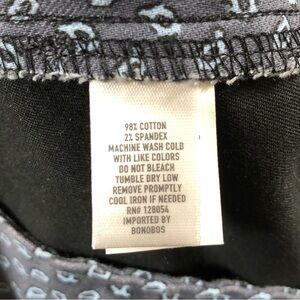 98% COTTON
2% SPANDEX
MACHINE WASH COLD
WITH LIKE COLORS
DO NOT BLEACH
TUMBLE DRY LOW
REMOVE PROMPTLY
COOL IRON IF NEEDED
RN# 128054
IMPORTED BY
BONOBOS